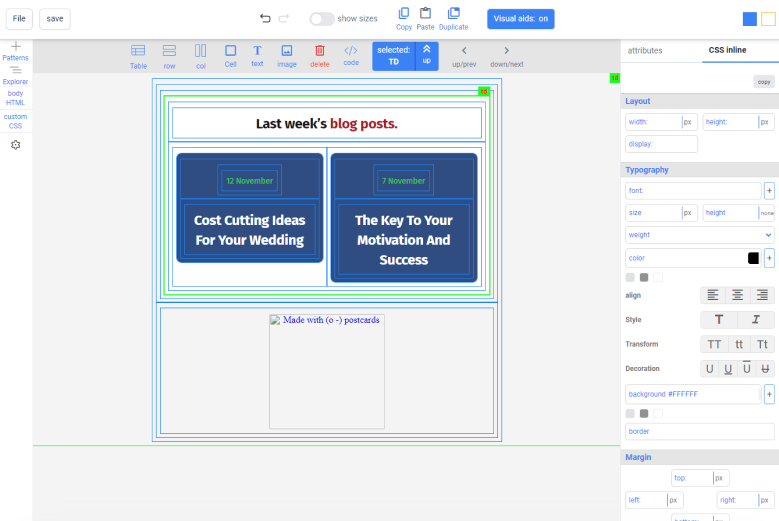 File
save
show sizes
Copy
Paste
Duplicate
Visual aids: on
Patterns
Explorer
body
HTML
custom
CSS
Table
row
col
Cell
text
image
delete
code
selected:
TD
up
up/prev
down/next
attributes
CSS inline
td
td
copy
Last week's blog posts.
12 November
7 November
Cost Cutting Ideas
For Your Wedding
The Key To Your
Motivation And
Success
Made with (o -) postcards
Layout
width:
px
height:
px
display:
Typography
font:
+
size
px
height
none
weight
color
+
align
Style
T
I
Transform
TT
tt
Tt
Decoration
U
U
U
U
background #FFFFFF
+
border
Margin
top:
px
left:
px
right:
px